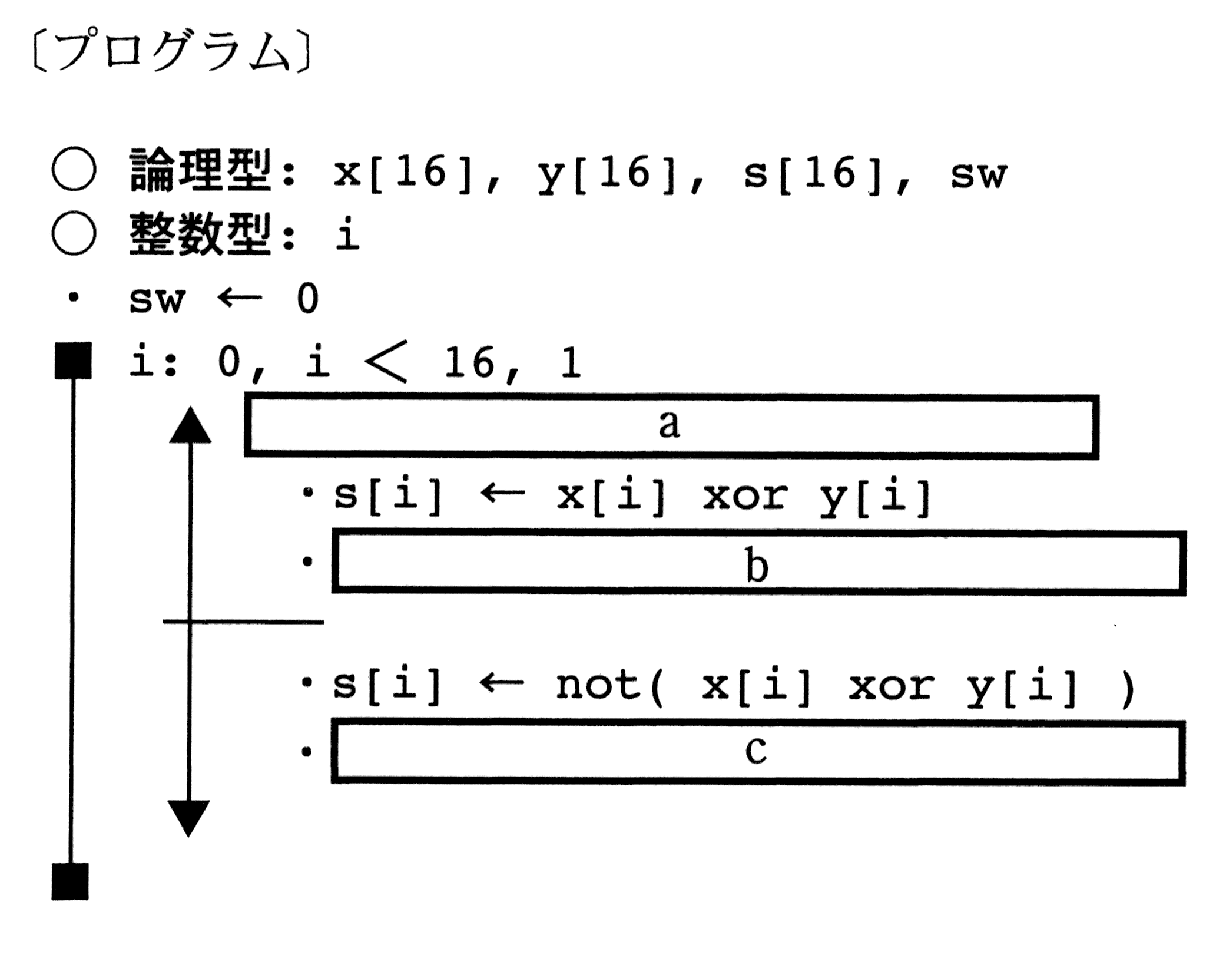 〔プログラム〕
○ 論理型: x[16], y[16], s[16], sw
○ 整数型: i
・ sw ← 0
■ i: 0, i < 16, 1
a
・s[i] ← x[i] xor y[i]
・ b
・s[i] ← not( x[i] xor y[i] )
・ c